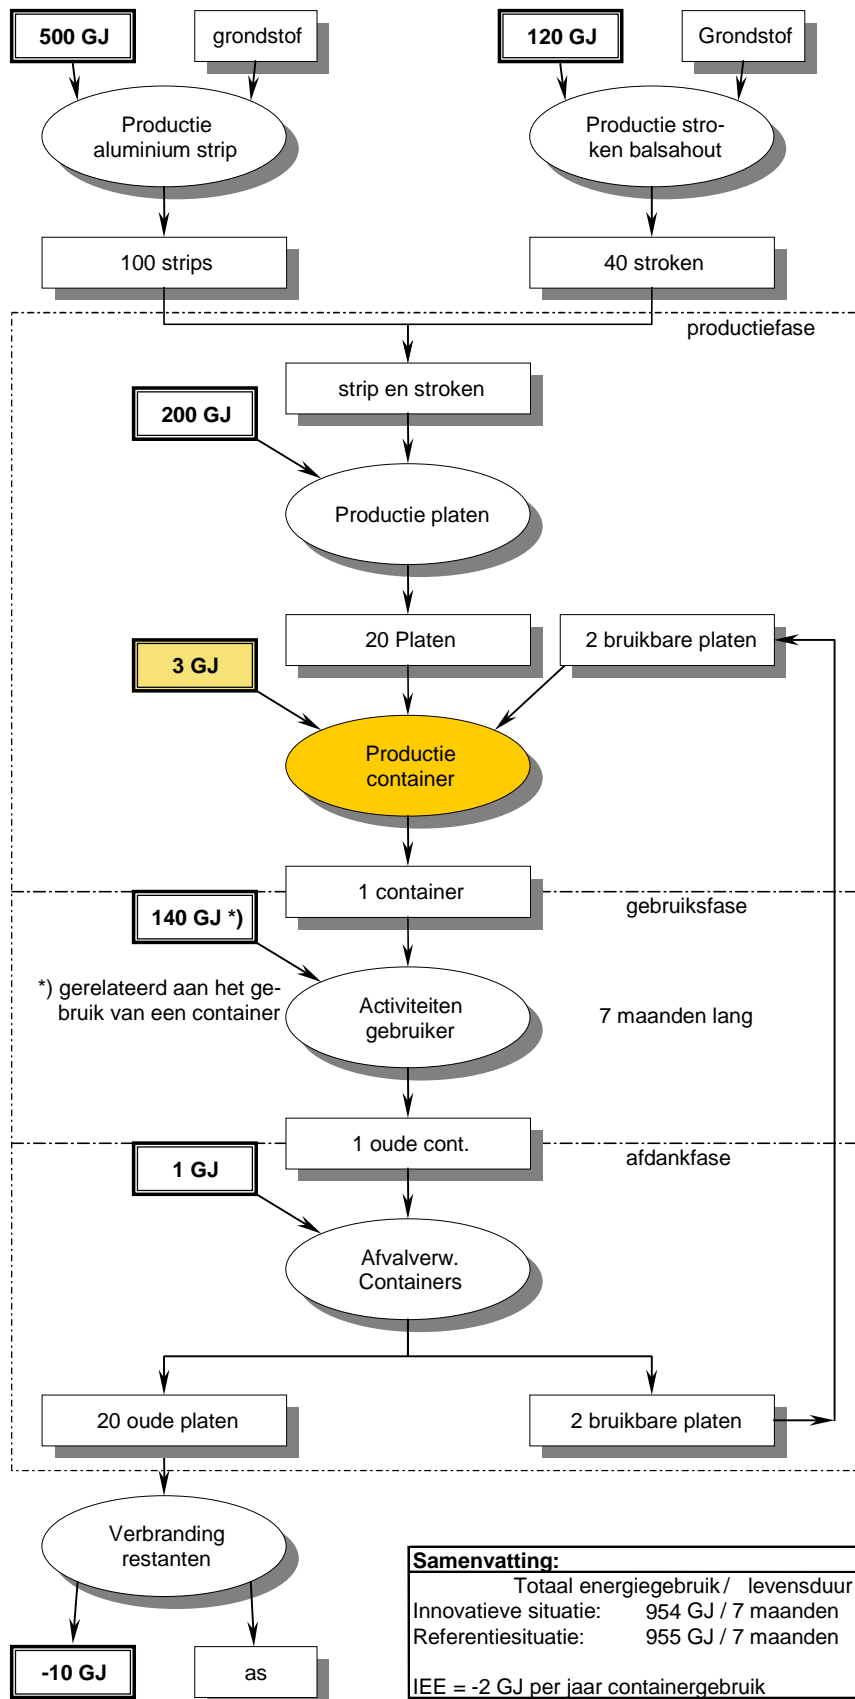 500 GJ
grondstof
120 GJ
Grondstof
Productie
aluminium strip
Productie stro-
ken balsahout
100 strips
40 stroken
productiefase
strip en stroken
200 GJ
Productie platen
20 Platen
2 bruikbare platen
3 GJ
Productie
container
1 container
gebruiksfase
140 GJ *)
*) gerelateerd aan het ge-
bruik van een container
Activiteiten
gebruiker
7 maanden lang
1 oude cont.
afdankfase
1 GJ
Afvalverw.
Containers
20 oude platen
2 bruikbare platen
Verbranding
restanten
-10 GJ
as
Samenvatting:
Totaal energiegebruik / levensduur
Innovatieve situatie: 954 GJ / 7 maanden
Referentiesituatie: 955 GJ / 7 maanden
IEE = -2 GJ per jaar containergebruik